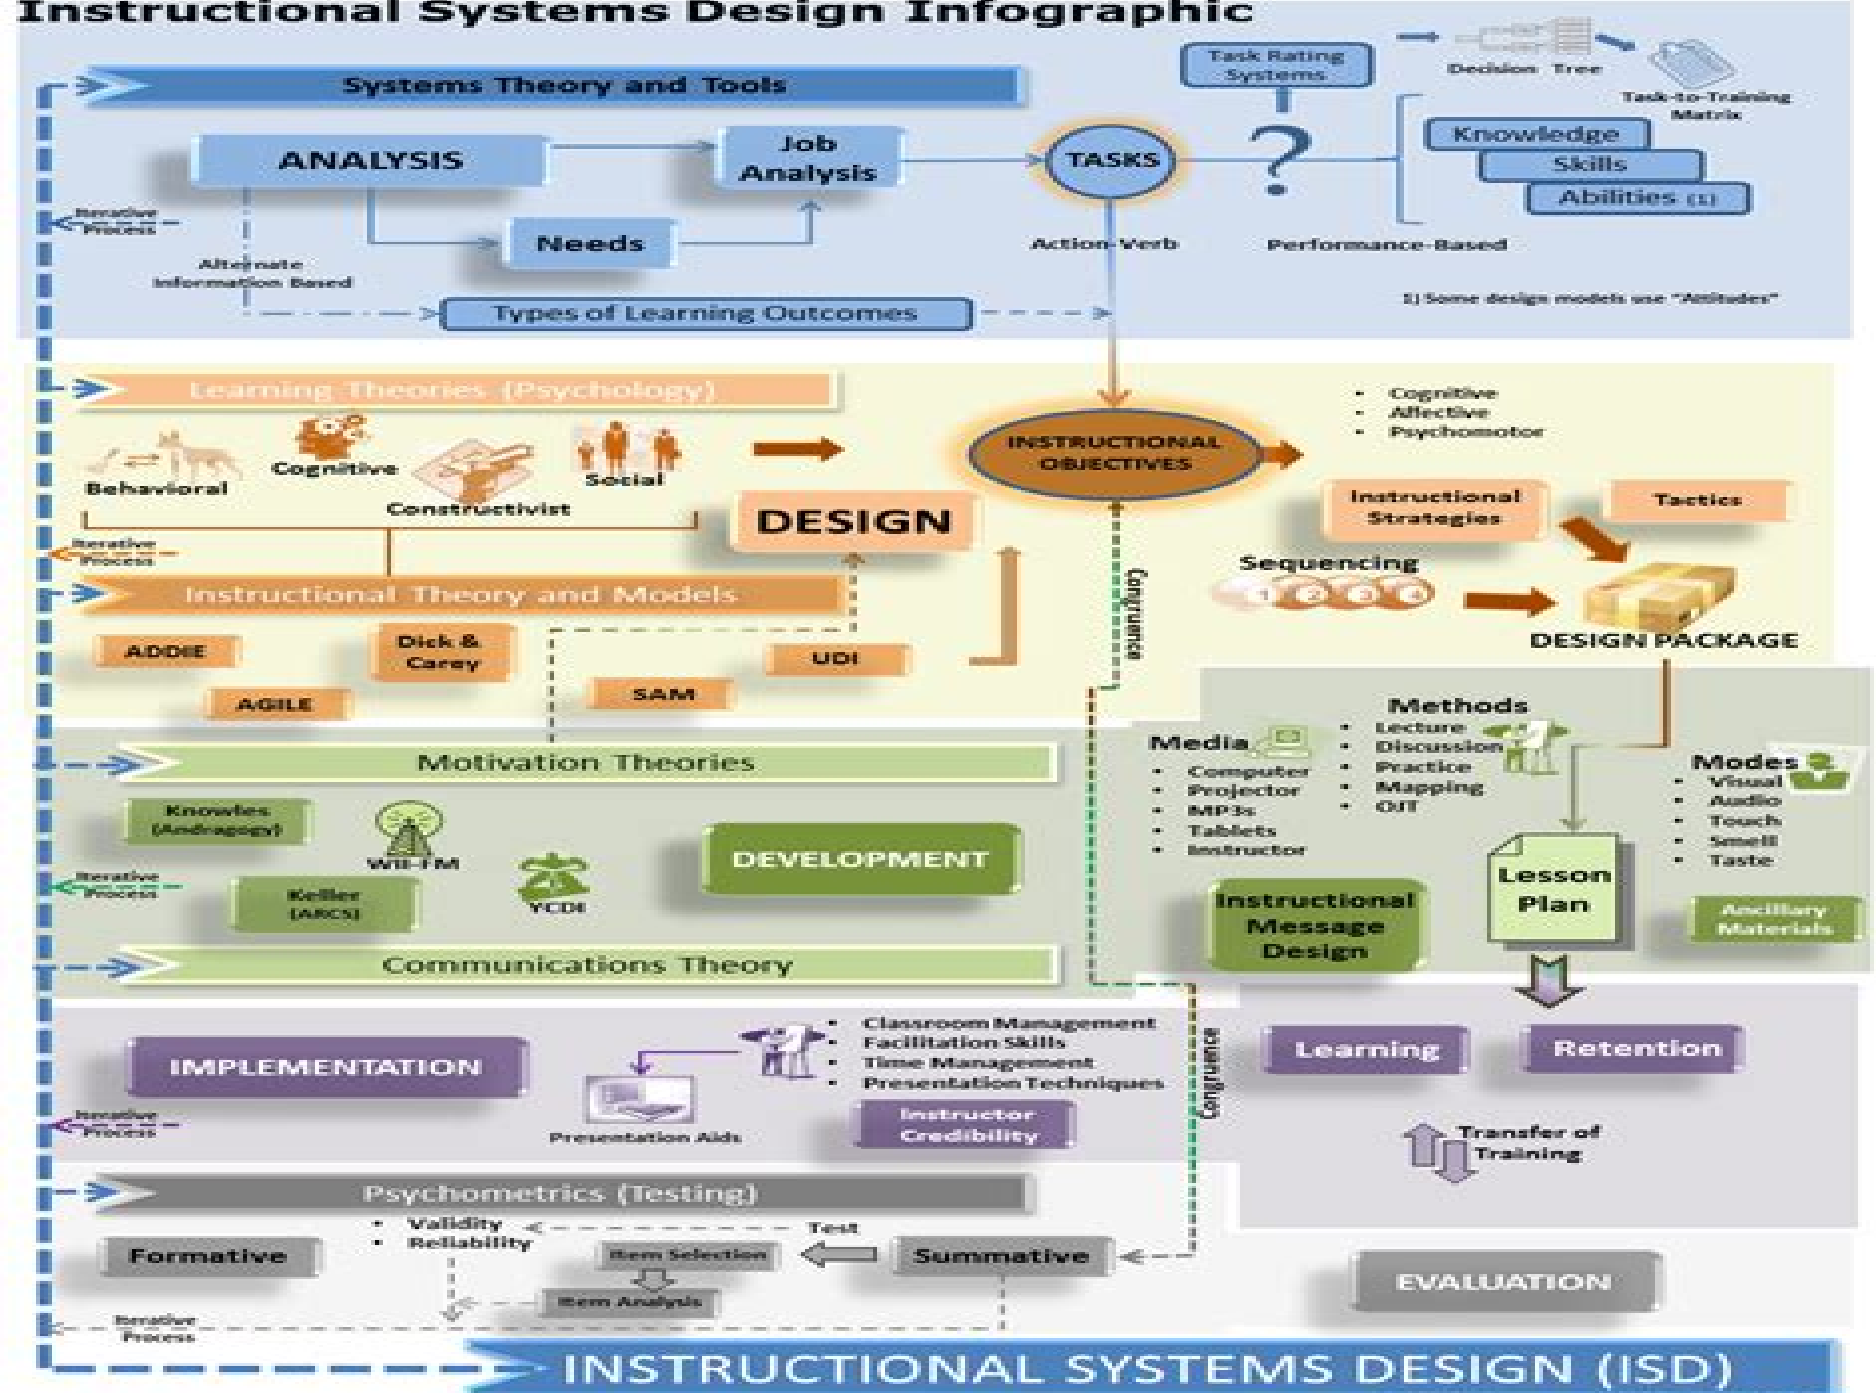 Instructional Systems Design Infographic
Systems Theory and Tools
Task Rating
Systems
Decision Tree
Task-to-Training
Matrix
ANALYSIS
Job
Analysis
TASKS
?
Knowledge
Skills
Abilities (1)
Iterative
Process
Needs
Action-Verb
Performance-Based
Alternate
Information Based
Types of Learning Outcomes
1) Some design models use "Attitudes"
Learning Theories (Psychology)
Behavioral
Cognitive
Constructivist
Social
INSTRUCTIONAL
OBJECTIVES
• Cognitive
• Affective
• Psychomotor
DESIGN
Instructional
Strategies
Tactics
Iterative
Process
Sequencing
1 2 3 4
DESIGN PACKAGE
Congruence
Instructional Theory and Models
ADDIE
Dick &
Carey
UDI
AGILE
SAM
Motivation Theories
Media
• Computer
• Projector
• MP3s
• Tablets
• Instructor
Methods
• Lecture
• Discussion
• Practice
• Mapping
• OJT
Modes
• Visual
• Audio
• Touch
• Smell
• Taste
Knowles
(Andragogy)
WII-FM
YCDI
DEVELOPMENT
Iterative
Process
Keller
(ARCS)
Instructional
Message
Design
Lesson
Plan
Ancilliary
Materials
Communications Theory
IMPLEMENTATION
• Classroom Management
• Facilitation Skills
• Time Management
• Presentation Techniques
Presentation Aids
Instructor
Credibility
Iterative
Process
Congruence
Learning
Retention
Transfer of
Training
Psychometrics (Testing)
• Validity
• Reliability
Test
Formative
Item Selection
Summative
Item Analysis
EVALUATION
Iterative
Process
INSTRUCTIONAL SYSTEMS DESIGN (ISD)